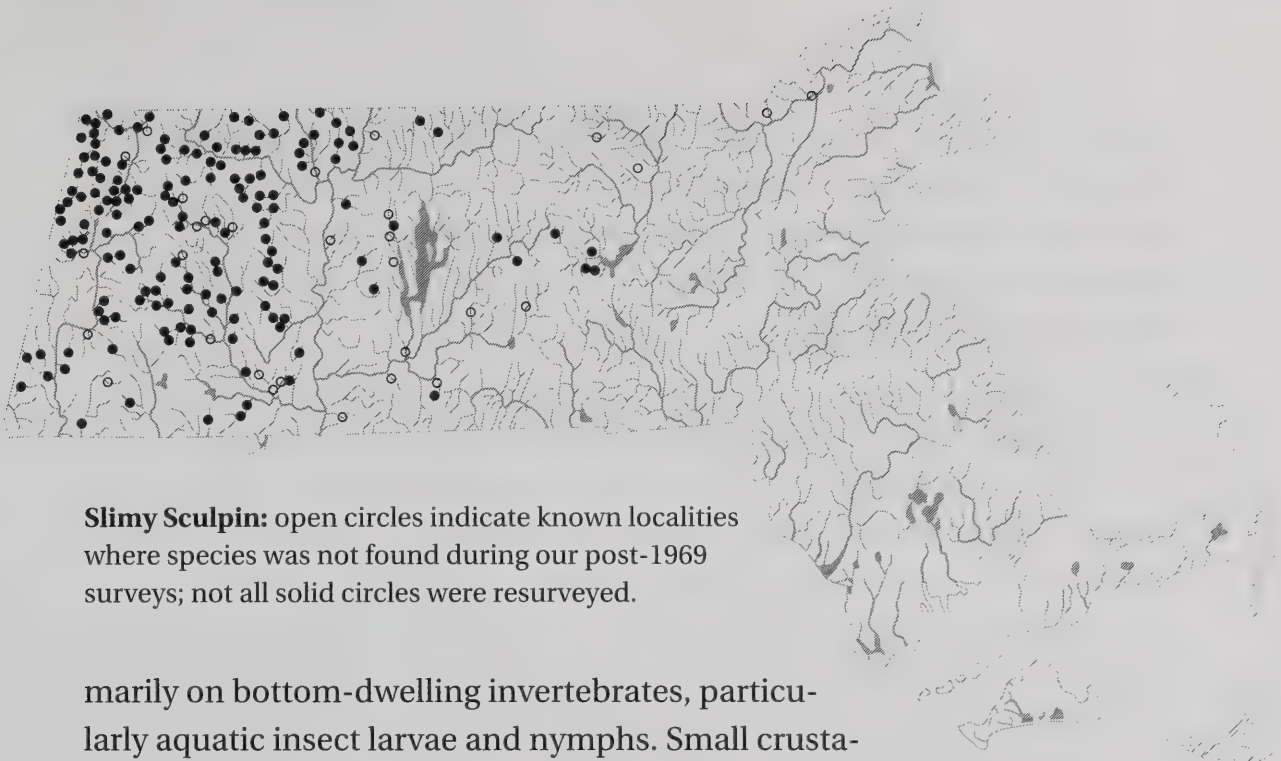 Slimy Sculpin: open circles indicate known localities
where species was not found during our post-1969
surveys; not all solid circles were resurveyed.
marily on bottom-dwelling invertebrates, particu-
larly aquatic insect larvae and nymphs. Small crusta-